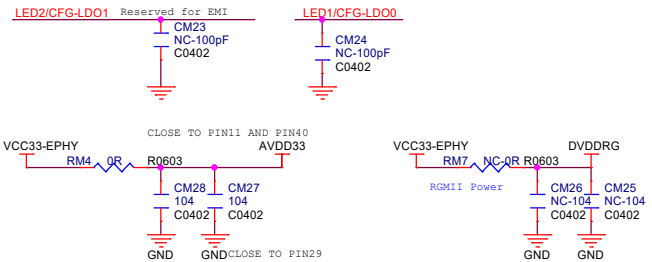 LED2/CFG-LDO1 Reserved for EMI
LED1/CFG-LDO0
CM23
NC-100pF
C0402
CM24
NC-100pF
C0402
CLOSE TO PIN11 AND PIN40
VCC33-EPHY
AVDD33
RM4 0R R0603
CM28
104
C0402
CM27
104
C0402
GND
GND
CLOSE TO PIN29
VCC33-EPHY
DVDDRG
RM7 NC-0R R0603
RGMII Power
CM26
NC-104
C0402
CM25
NC-104
C0402
GND
GND